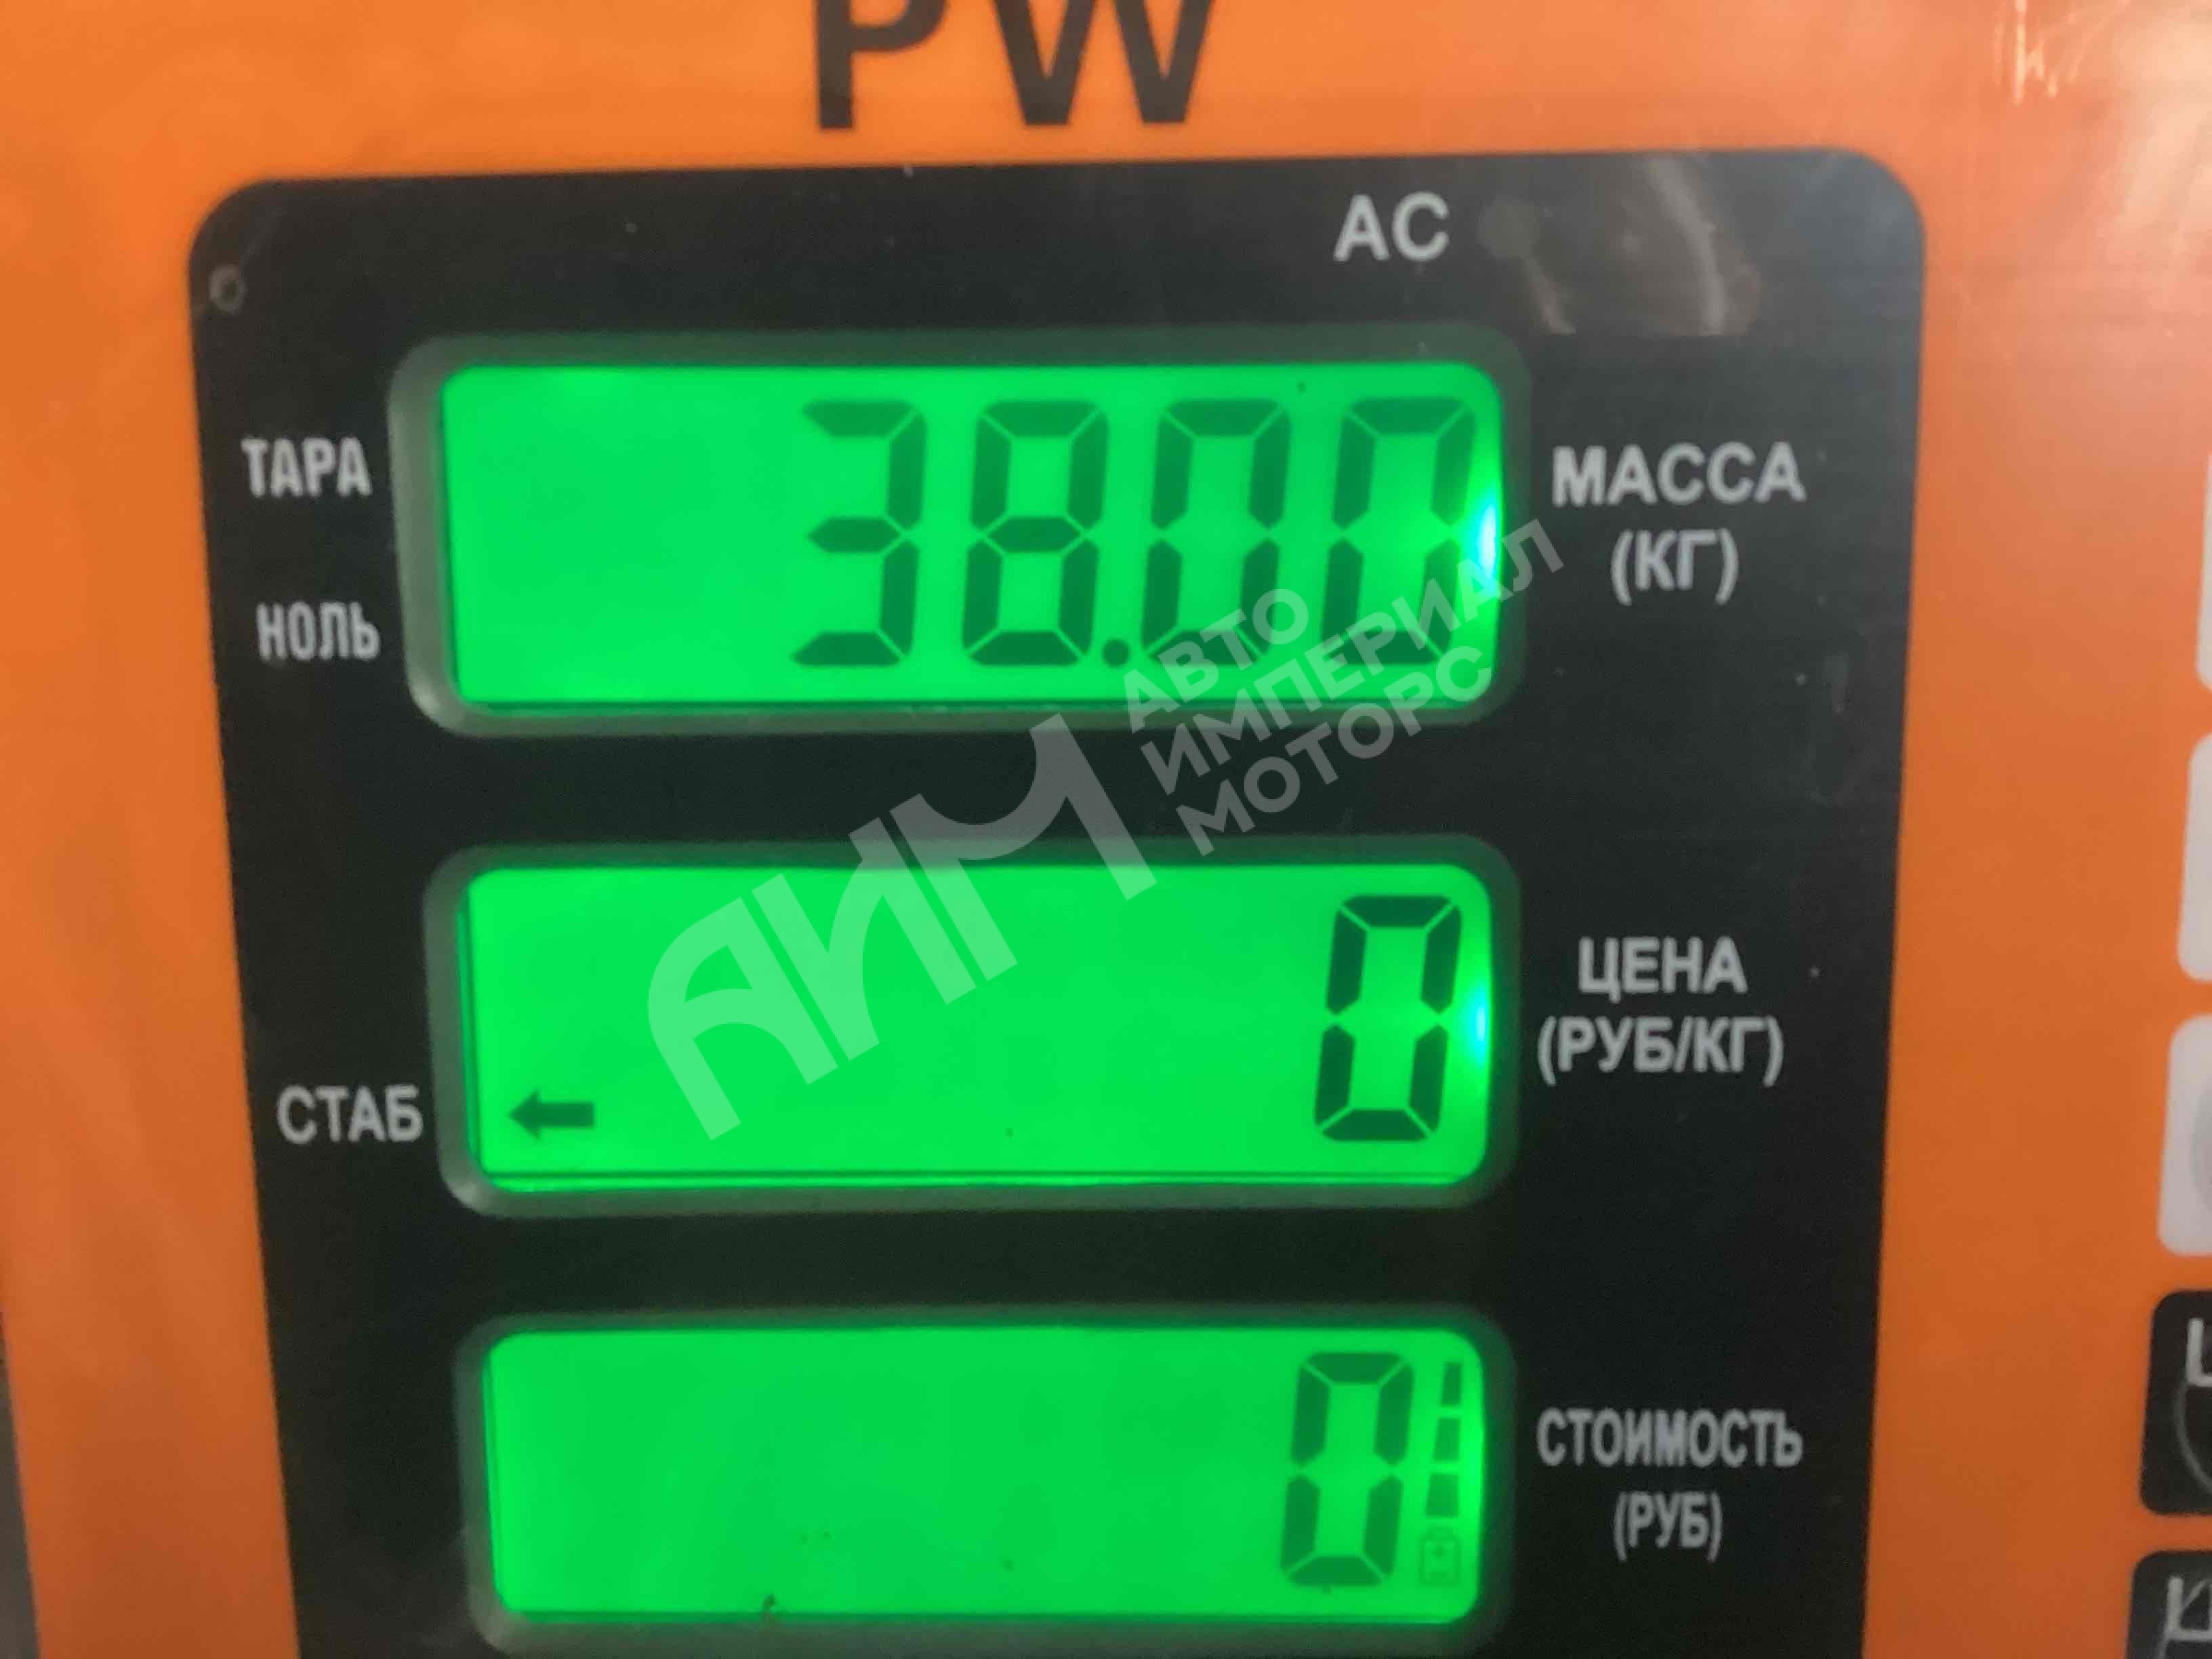 PW
AC
ТАРА
38.00
МАССА
(КГ)
НОЛЬ
АИМ
АВТО
ИМПЕРИАЛ
МОТОРС
0
ЦЕНА
(РУБ/КГ)
СТАБ
0
СТОИМОСТЬ
(РУБ)